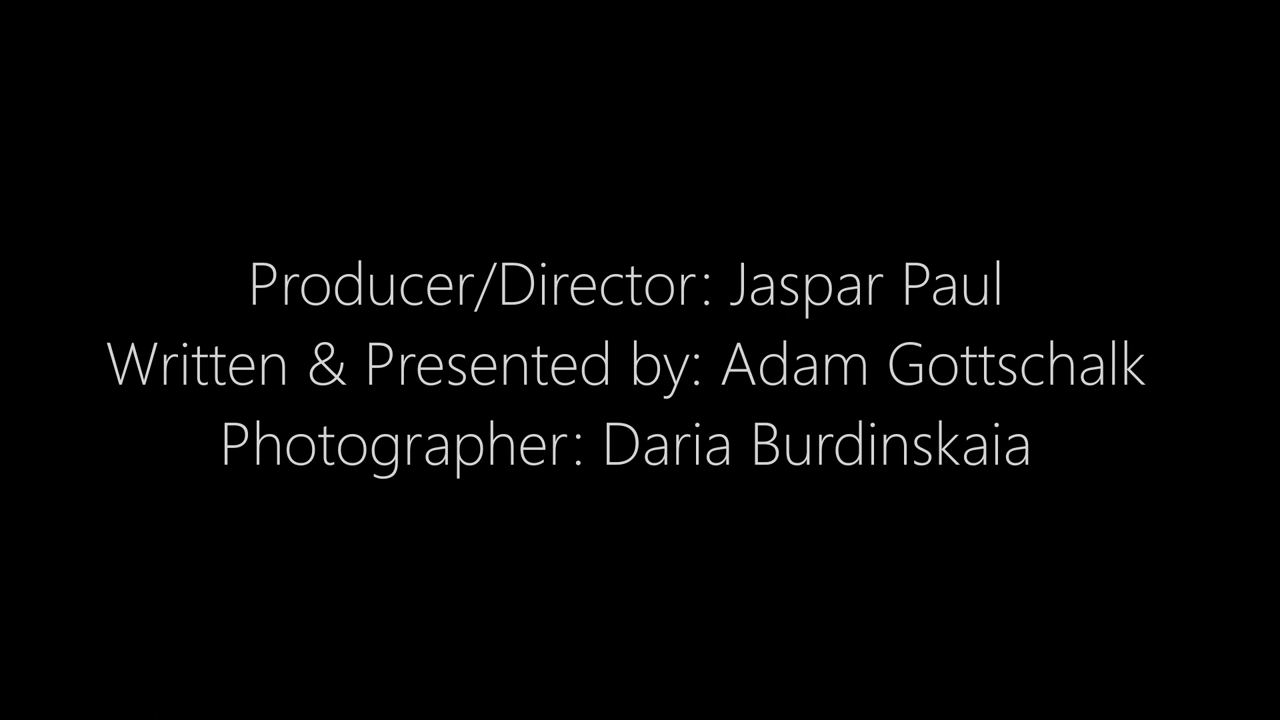 Producer/Director: Jaspar Paul
Written & Presented by: Adam Gottschalk
Photographer: Daria Burdinskaia